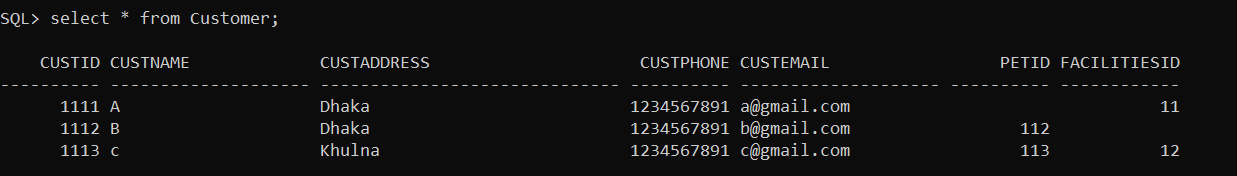 SQL> select * from Customer;
    CUSTID CUSTNAME             CUSTADDRESS                     CUSTPHONE CUSTEMAIL                 PETID FACILITIESID
---------- -------------------- ------------------------------ ---------- -------------------- ---------- ------------
      1111 A                    Dhaka                          1234567891 a@gmail.com                               11
      1112 B                    Dhaka                          1234567891 b@gmail.com                 112
      1113 c                    Khulna                         1234567891 c@gmail.com                 113           12